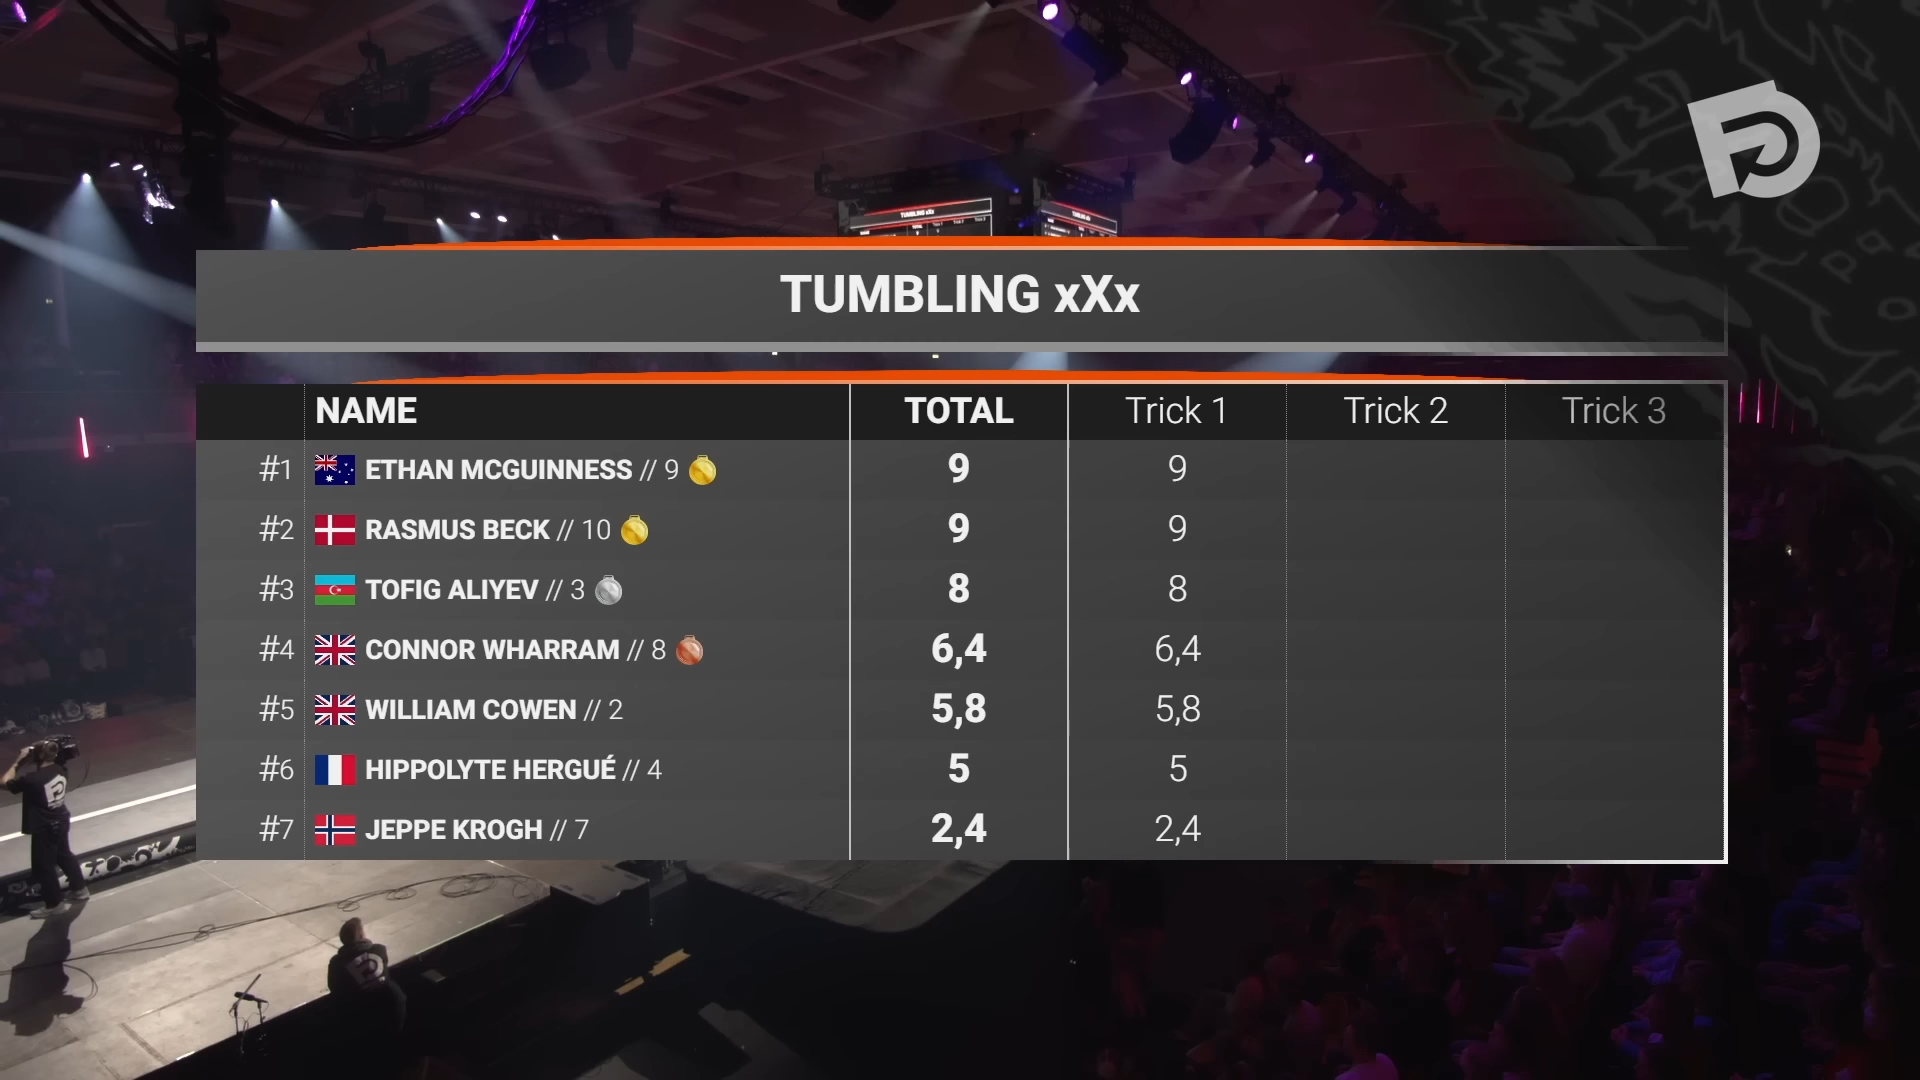 TUMBLING xXx
TUMBLING xXx
NAME TOTAL Trick 1 Trick 2 Trick 3
#1 ETHAN MCGUINNESS // 9 9 9
#2 RASMUS BECK // 10 9 9
#3 TOFIG ALIYEV // 3 8 8
#4 CONNOR WHARRAM // 8 6,4 6,4
#5 WILLIAM COWEN // 2 5,8 5,8
#6 HIPPOLYTE HERGUÉ // 4 5 5
#7 JEPPE KROGH // 7 2,4 2,4